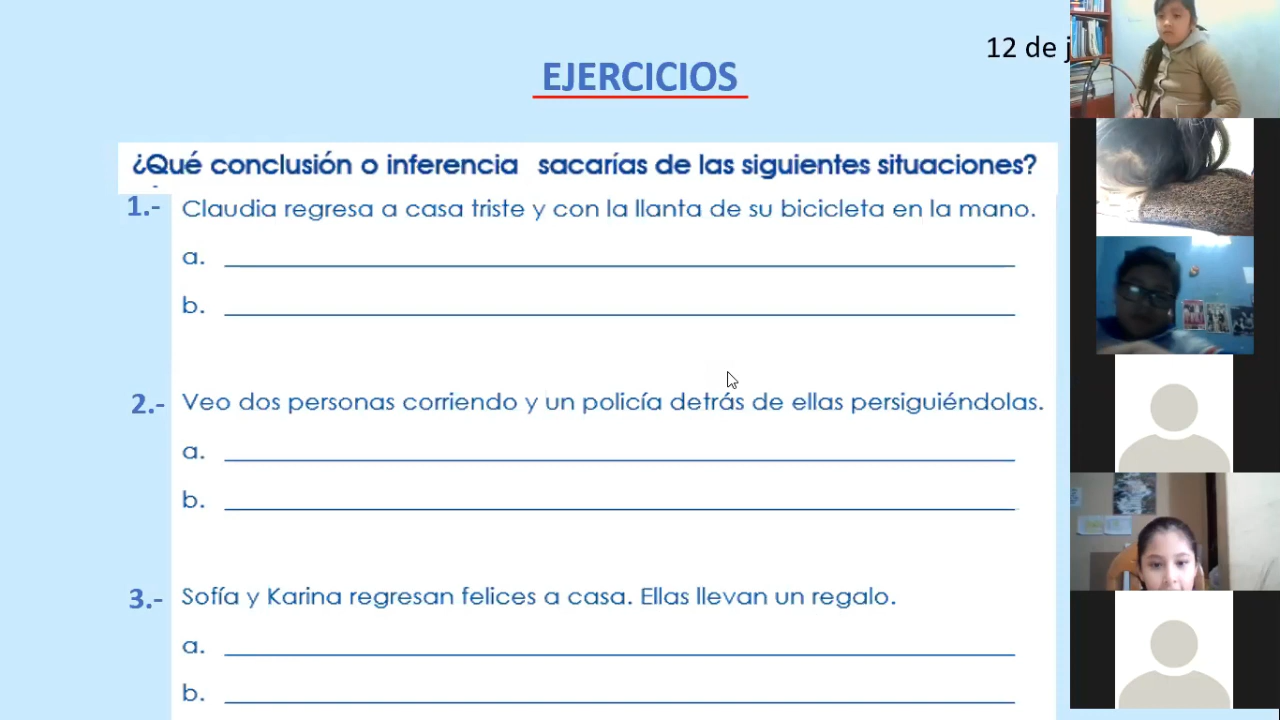 12 de
EJERCICIOS
¿Qué conclusión o inferencia sacarías de las siguientes situaciones?
1.- Claudia regresa a casa triste y con la llanta de su bicicleta en la mano.
a.
b.
2.- Veo dos personas corriendo y un policía detrás de ellas persiguiéndolas.
a.
b.
3.- Sofía y Karina regresan felices a casa. Ellas llevan un regalo.
a.
b.